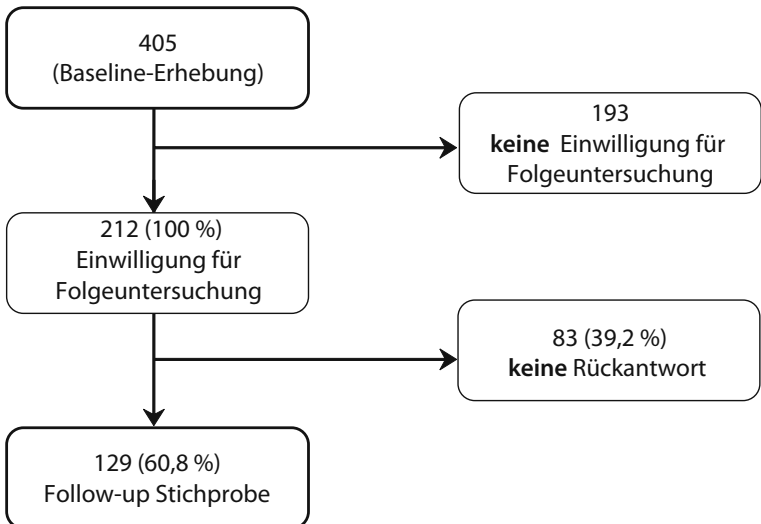 405
(Baseline-Erhebung)
193
keine Einwilligung für
Folgeuntersuchung
212 (100 %)
Einwilligung für
Folgeuntersuchung
83 (39,2 %)
keine Rückantwort
129 (60,8 %)
Follow-up Stichprobe